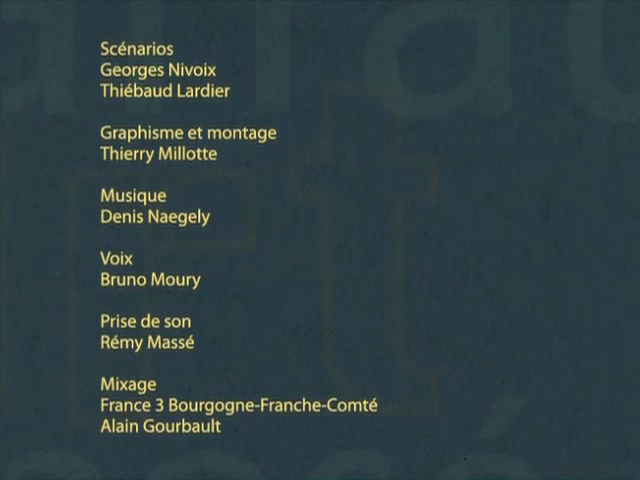 Scénarios
Georges Nivoix
Thiébaud Lardier
Graphisme et montage
Thierry Millotte
Musique
Denis Naegely
Voix
Bruno Moury
Prise de son
Rémy Massé
Mixage
France 3 Bourgogne-Franche-Comté
Alain Gourbault